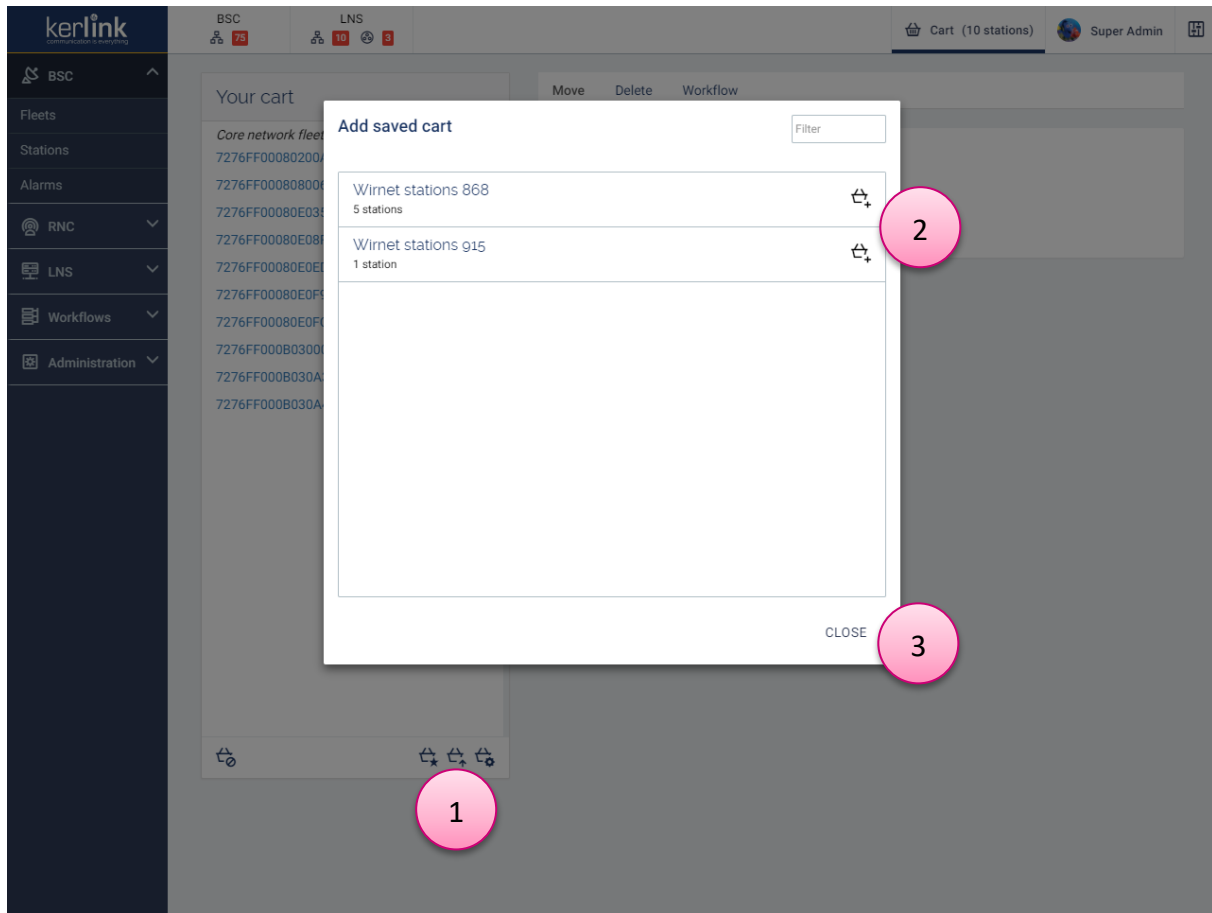 kerlink
communication is everything
BSC
75
LNS
10 3
Cart (10 stations)
Super Admin
BSC
Fleets
Stations
Alarms
RNC
LNS
Workflows
Administration
Your cart
Move Delete Workflow
Core network fleet
7276FF00080200
7276FF0008080
7276FF00080E03
7276FF00080E08
7276FF00080E0E
7276FF00080E0F
7276FF00080E0F
7276FF000B0300
7276FF000B030A
7276FF000B030A
Add saved cart
Filter
Wirnet stations 868
5 stations
Wirnet stations 915
1 station
2
CLOSE
3
1